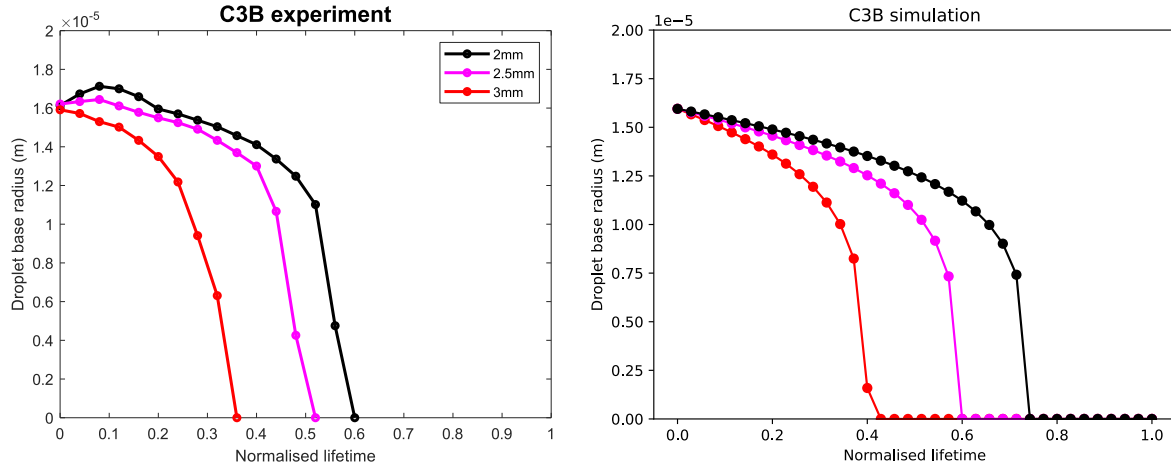 C3B experiment
×10⁻⁵
2
1.8
1.6
1.4
1.2
1
0.8
0.6
0.4
0.2
0
Droplet base radius (m)
2mm
2.5mm
3mm
0 0.1 0.2 0.3 0.4 0.5 0.6 0.7 0.8 0.9 1
Normalised lifetime
C3B simulation
1e−5
2.00
1.75
1.50
1.25
1.00
0.75
0.50
0.25
0.00
Droplet base radius (m)
0.0 0.2 0.4 0.6 0.8 1.0
Normalised lifetime